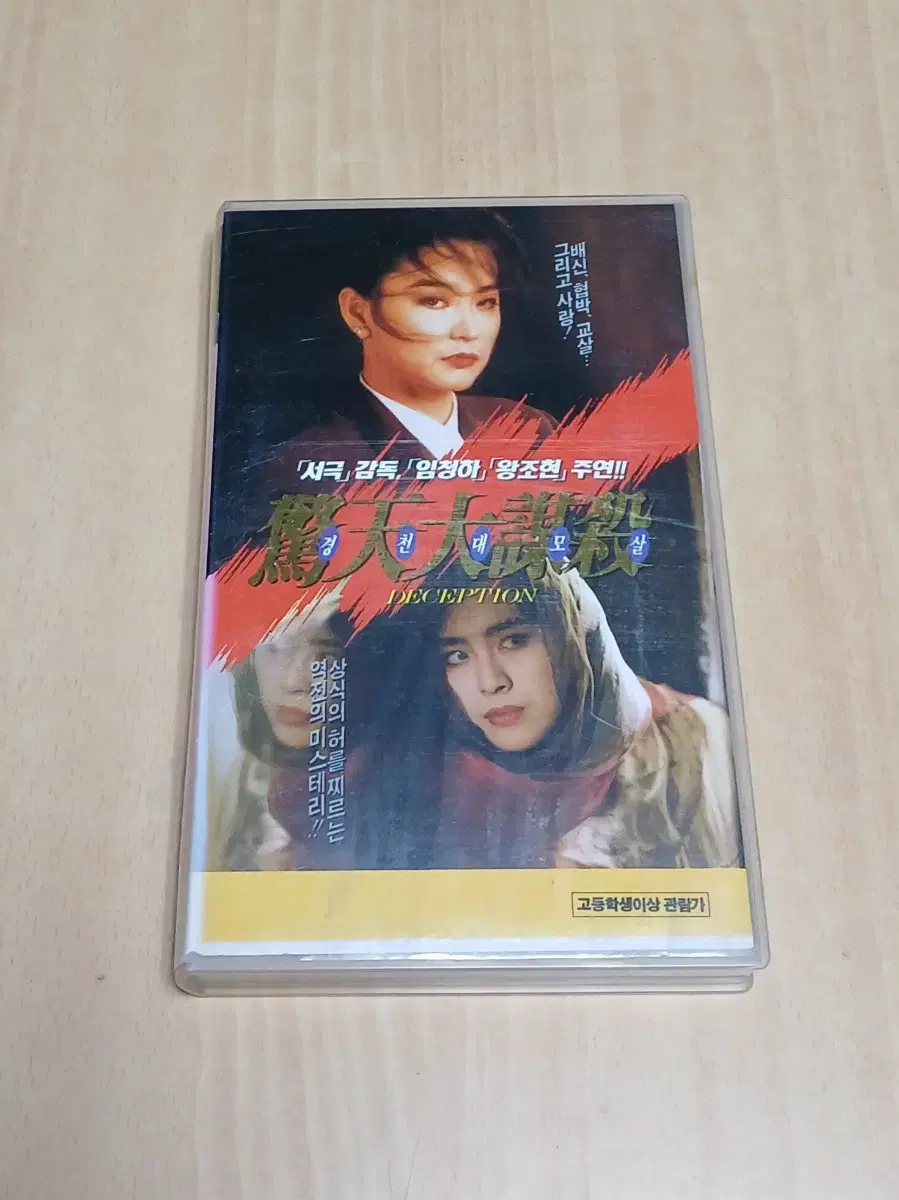 배신, 협박, 교살...
그리고 사랑!
「서극」감독, 「임청하」「왕조현」주연!!
驚天大謀殺
경천대모살
DECEPTION
상식의 허를 찌르는
역전의 미스테리!!
고등학생이상 관람가